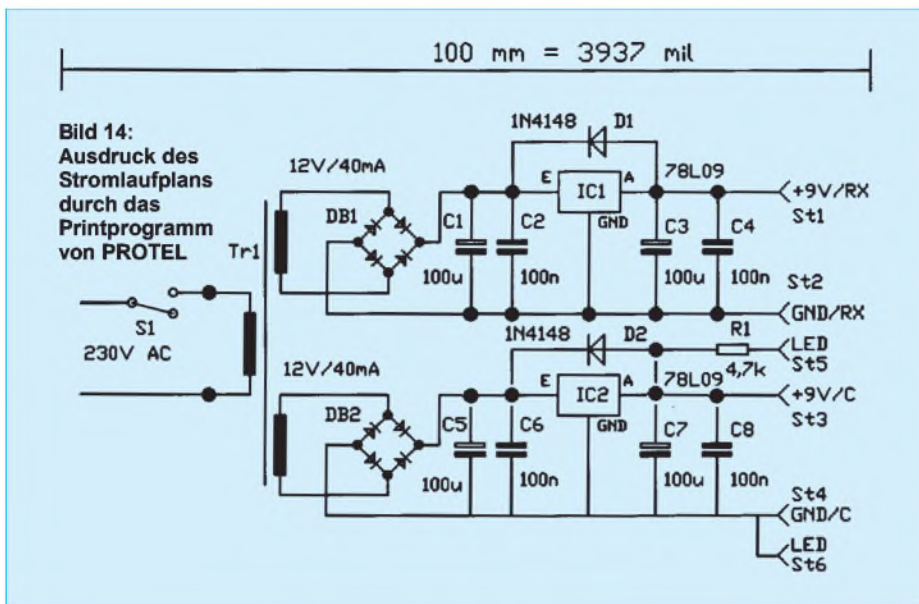 100 mm = 3937 mil
Bild 14:
Ausdruck des
Stromlaufplans
durch das
Printprogramm
von PROTEL
1N4148 D1
12V/40mA
78L09
E IC1 A
+9V/RX
St1
DB1
C1 C2
GND
C3 C4
Tr1
100u 100n
100u 100n
St2
S1
GND/RX
1N4148 D2
R1
LED
230V AC
St5
4,7k
12V/40mA
78L09
E IC2 A
+9V/C
St3
DB2
C5 C6
GND
C7 C8
100u 100n
100u 100n
St4
GND/C
LED
St6